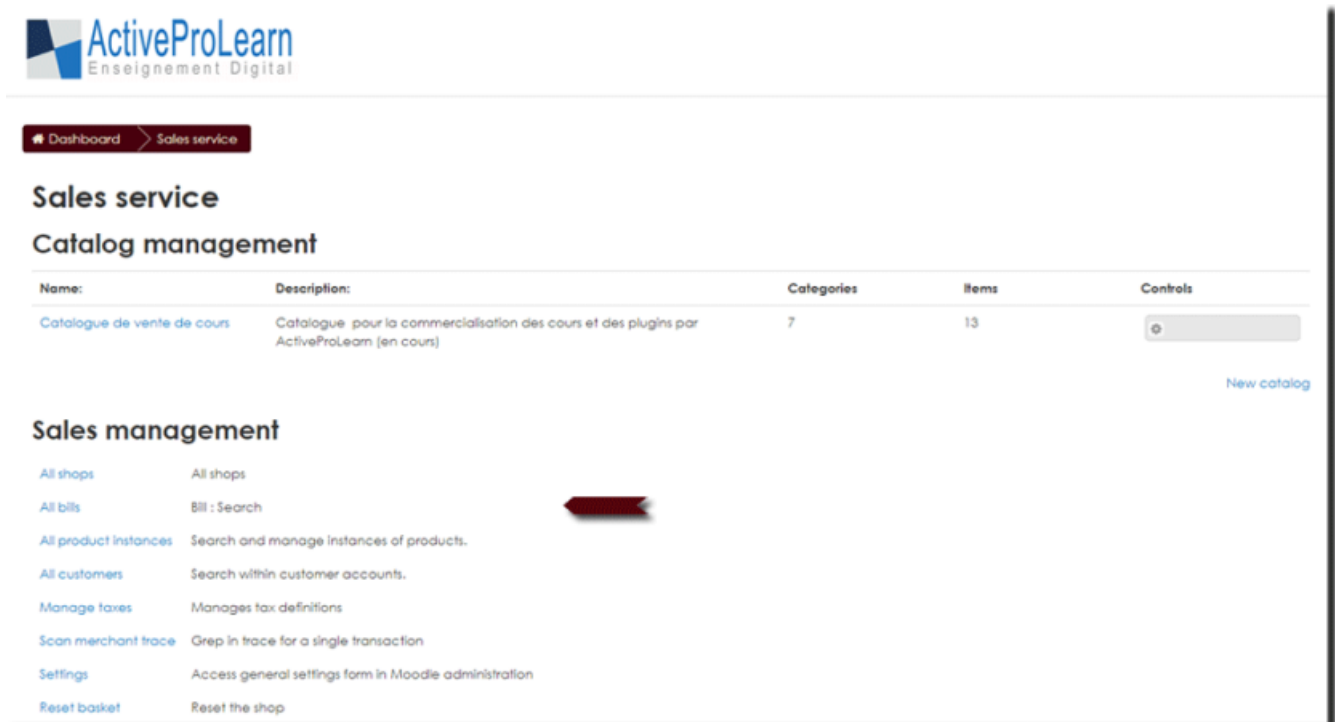 ActiveProLearn
Enseignement Digital
Dashboard Sales service
Sales service
Catalog management
Name: Description: Categories Items Controls
Catalogue de vente de cours Catalogue pour la commercialisation des cours et des plugins par 7 13
ActiveProLearn (en cours)
New catalog
Sales management
All shops All shops
All bills Bill : Search
All product instances Search and manage instances of products.
All customers Search within customer accounts.
Manage taxes Manages tax definitions
Scan merchant trace Grep in trace for a single transaction
Settings Access general settings form in Moodle administration
Reset basket Reset the shop